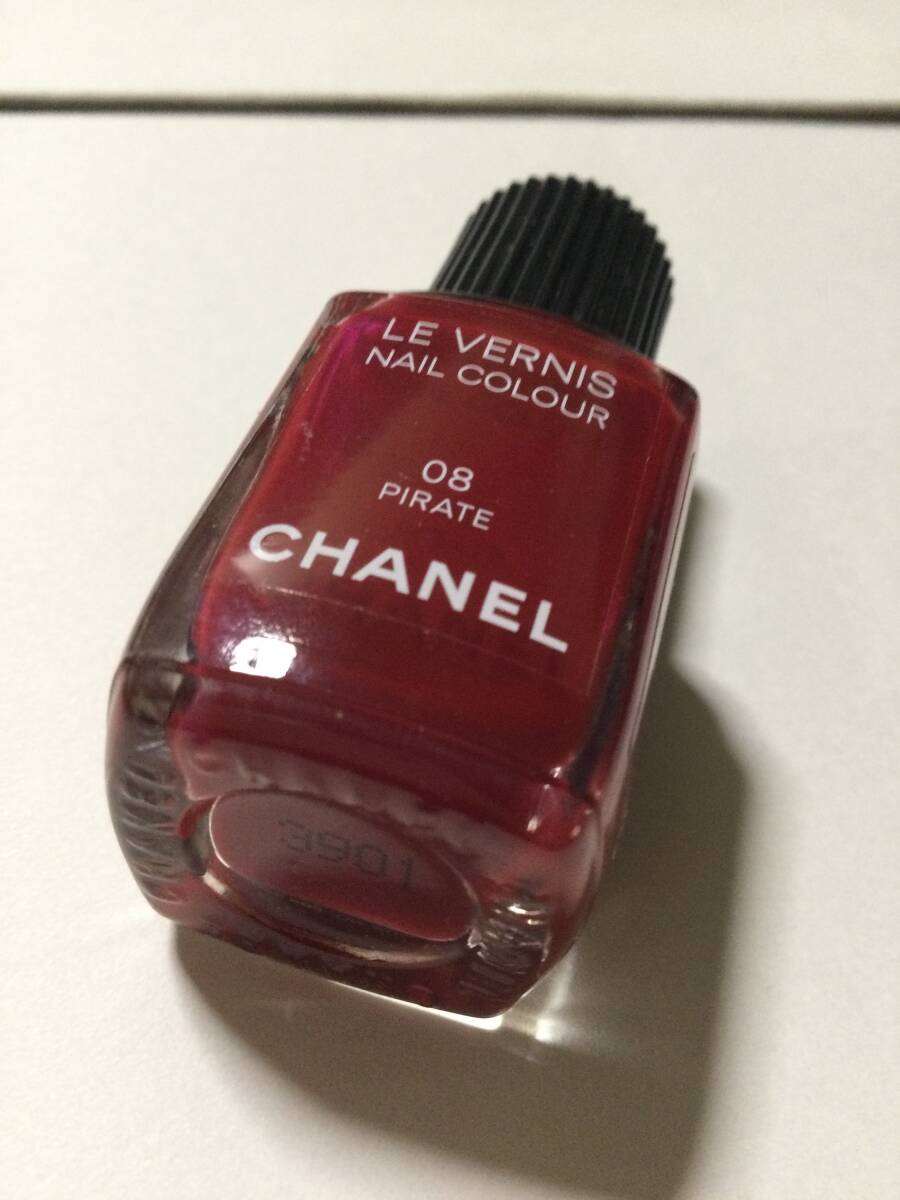 LE VERNIS
NAIL COLOUR
08
PIRATE
CHANEL
3901